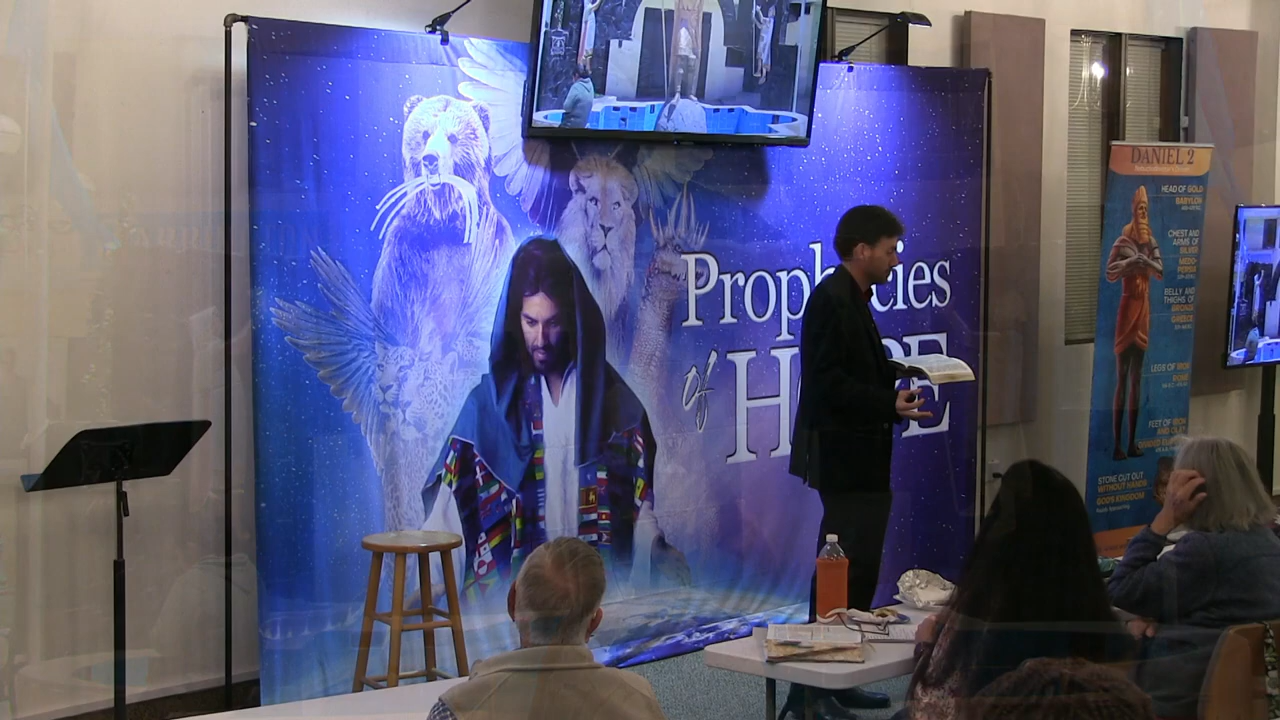 Prophecies
of HOPE
DANIEL 2
HEAD OF GOLD
BABYLON
CHEST AND
ARMS OF
SILVER
MEDO-
PERSIA
BELLY AND
THIGHS OF
BRONZE
GREECE
LEGS OF IRON
ROME
FEET OF IRON
AND CLAY
STONE CUT OUT
WITHOUT HANDS
GOD'S KINGDOM